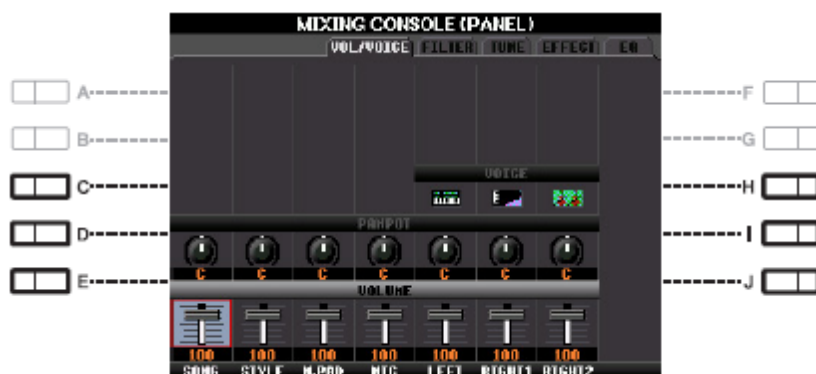 MIXING CONSOLE (PANEL)
VOL/VOICE FILTER TUNE EFFECT EQ
A F
B G
VOICE
C H
PANPOT
D I
C C C C C C C
E J
VOLUME
100 100 100 100 100 100 100
SONG STYLE M.PAD MIC LEFT RIGHT1 RIGHT2